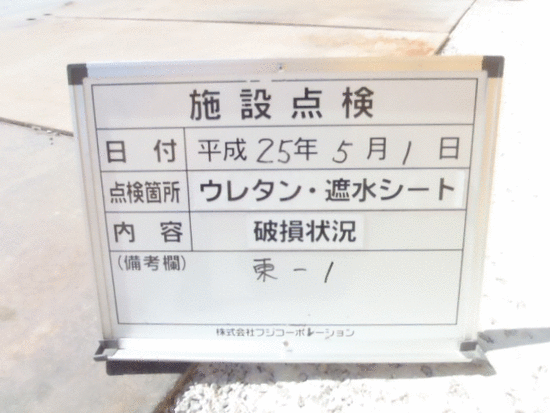 施設点検
日付 平成25年5月1日
点検箇所 ウレタン・遮水シート
内容 破損状況
(備考欄) 東-1
株式会社フジコーポレーション